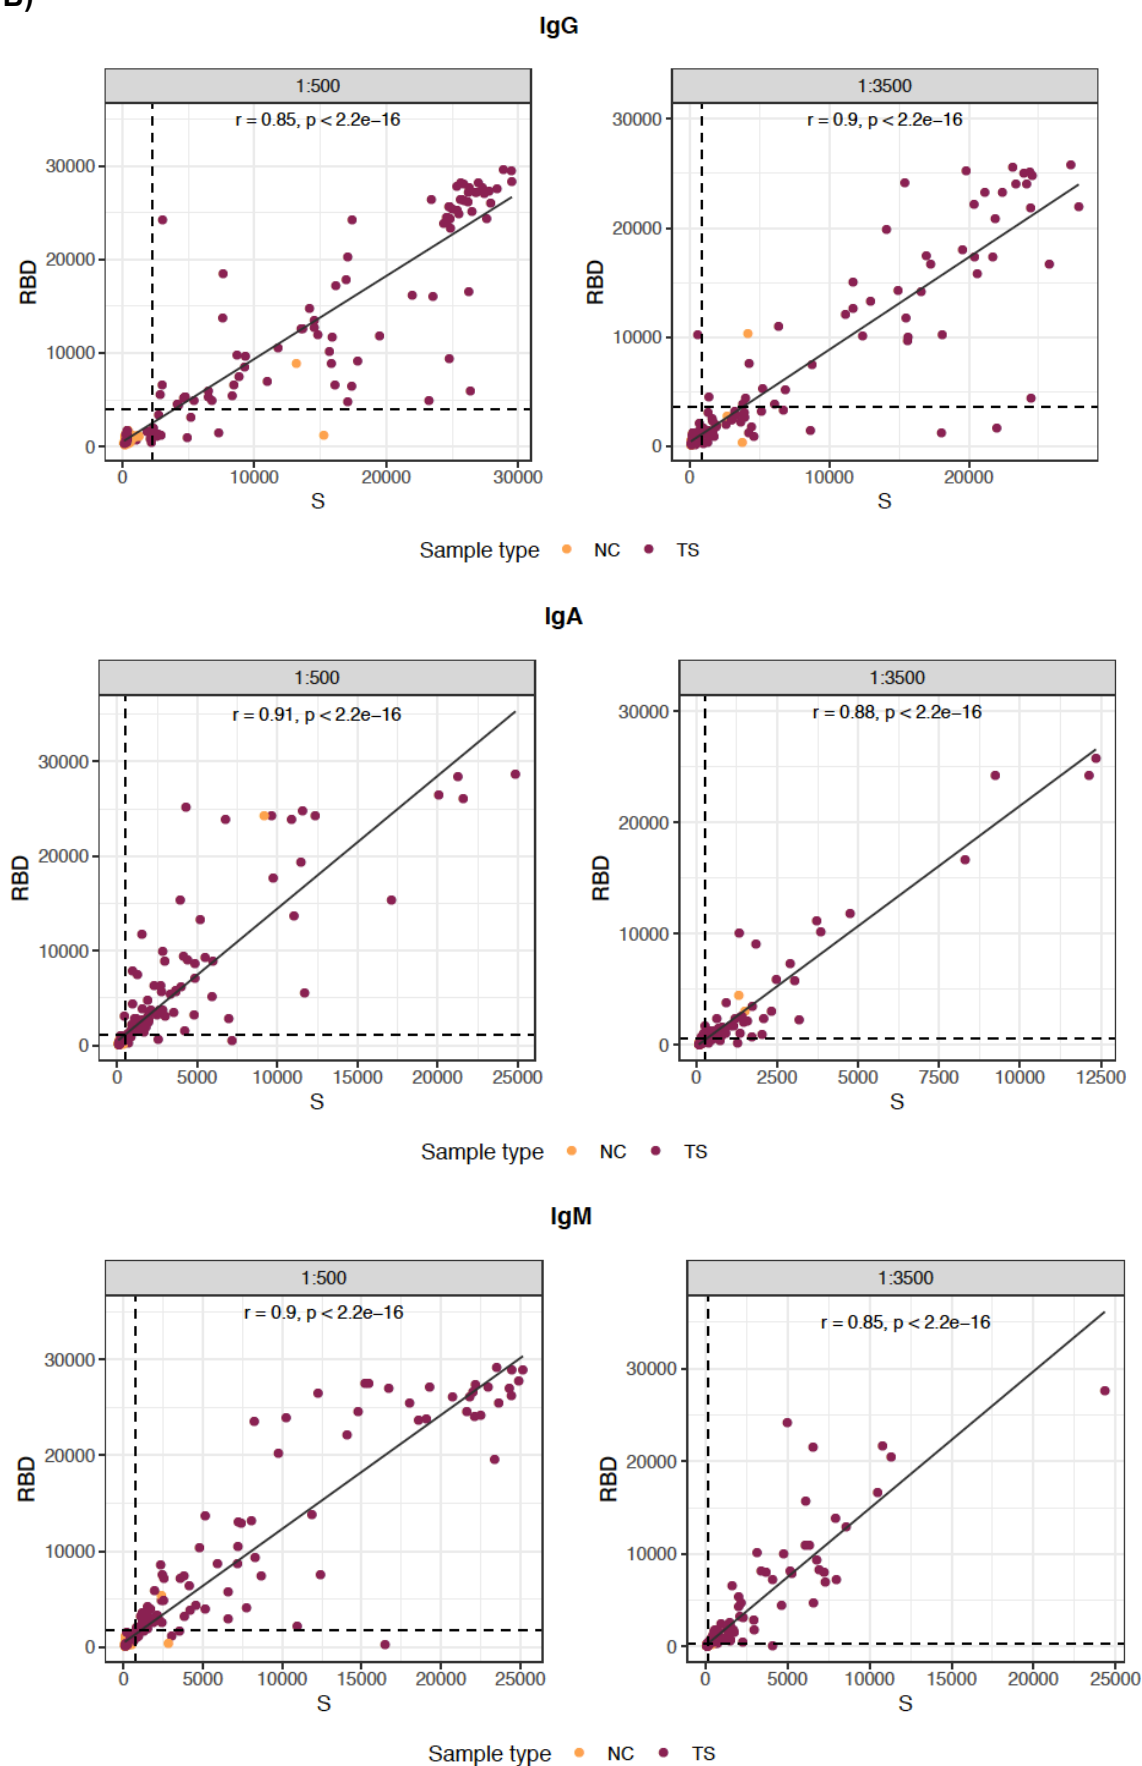 B)
IgG
1:500
1:3500
r = 0.85, p < 2.2e−16
r = 0.9, p < 2.2e−16
RBD
30000
20000
10000
0
RBD
30000
20000
10000
0
0 10000 20000 30000
0 10000 20000
S
S
Sample type NC TS
IgA
1:500
1:3500
r = 0.91, p < 2.2e−16
r = 0.88, p < 2.2e−16
RBD
30000
20000
10000
0
RBD
30000
20000
10000
0
0 5000 10000 15000 20000 25000
0 2500 5000 7500 10000 12500
S
S
Sample type NC TS
IgM
1:500
1:3500
r = 0.9, p < 2.2e−16
r = 0.85, p < 2.2e−16
RBD
30000
20000
10000
0
RBD
30000
20000
10000
0
0 5000 10000 15000 20000 25000
0 5000 10000 15000 20000 25000
S
S
Sample type NC TS